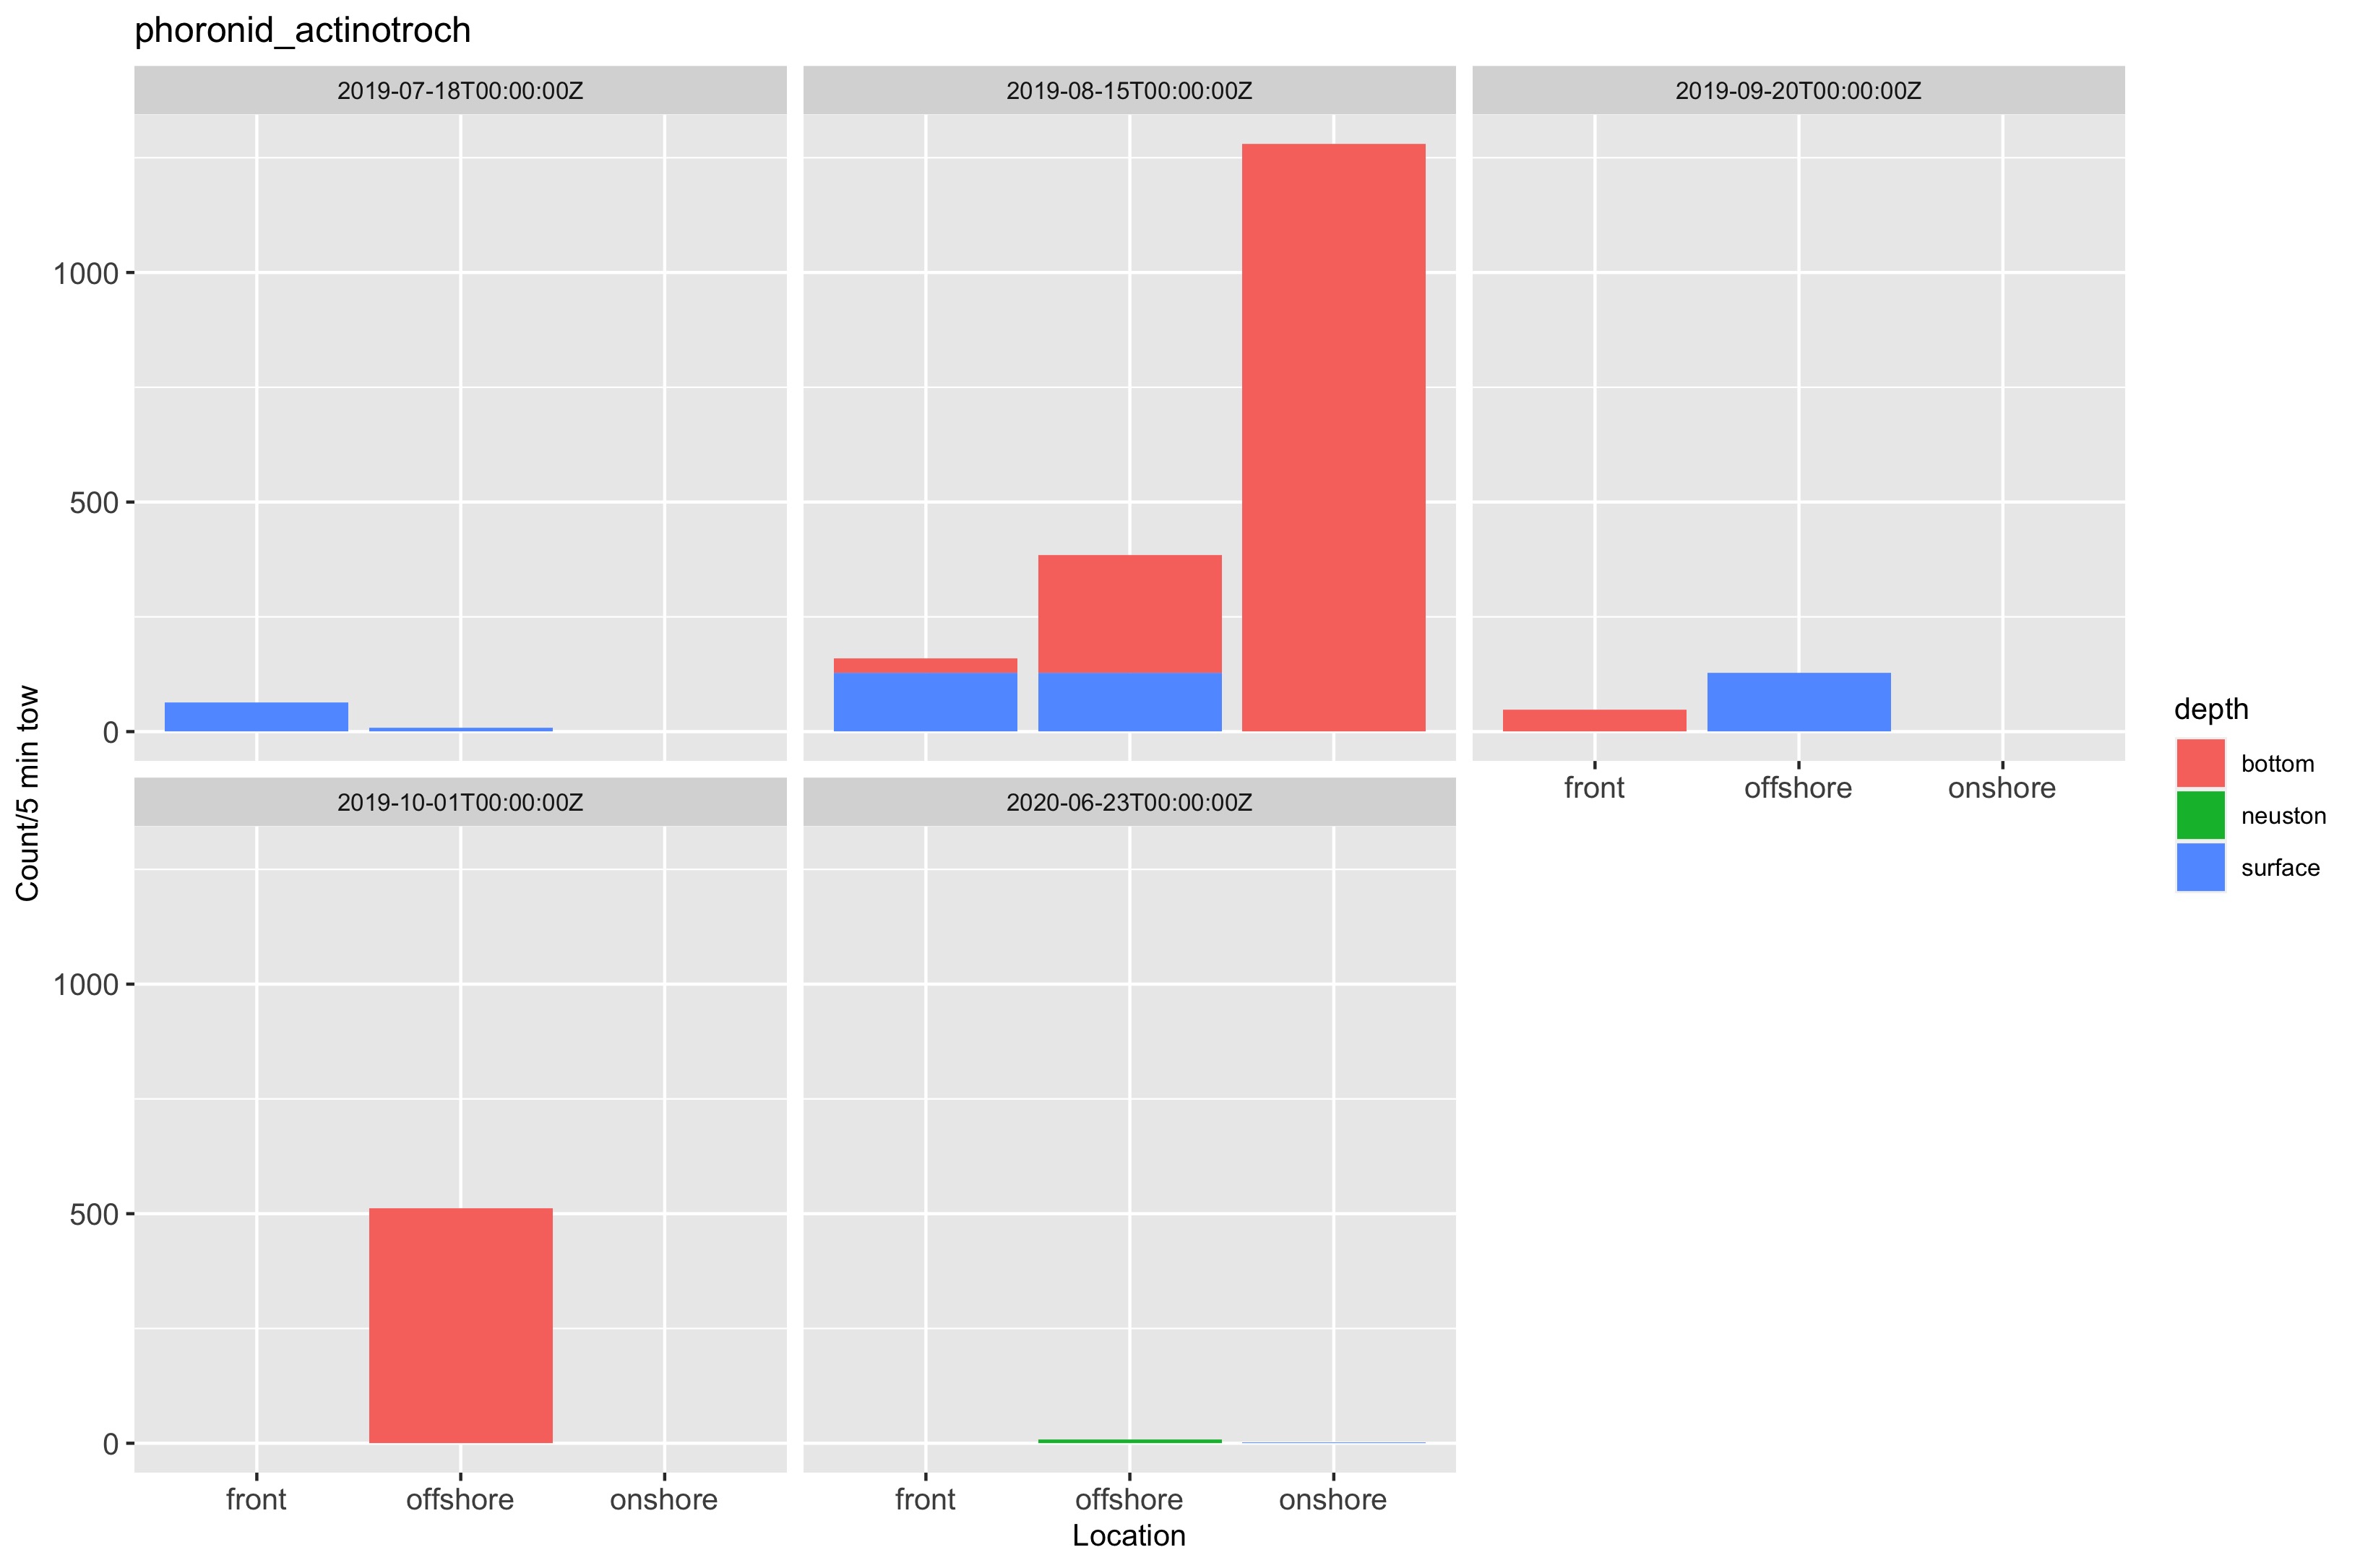 phoronid_actinotroch
2019-07-18T00:00:00Z
2019-08-15T00:00:00Z
2019-09-20T00:00:00Z
1000
500
0
front
offshore
onshore
2019-10-01T00:00:00Z
2020-06-23T00:00:00Z
1000
500
0
front
offshore
onshore
front
offshore
onshore
Location
Count/5 min tow
depth
bottom
neuston
surface